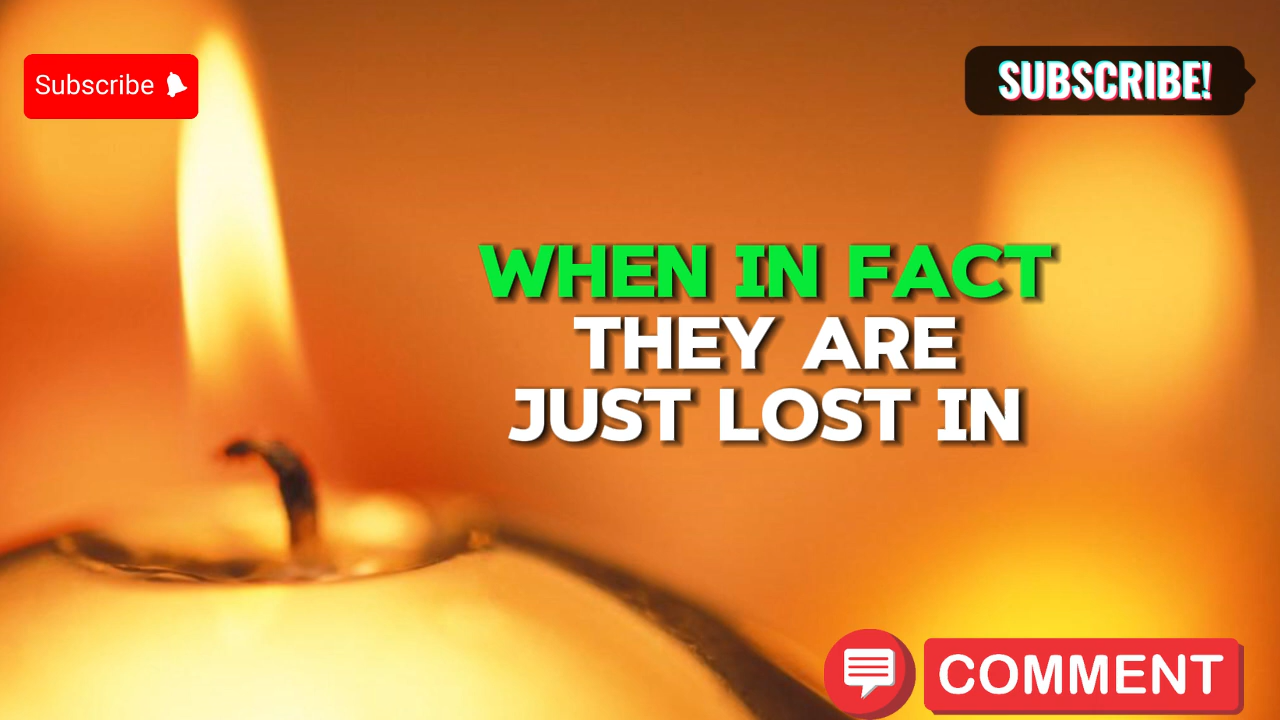 Subscribe
SUBSCRIBE!
WHEN IN FACT
THEY ARE
JUST LOST IN
COMMENT